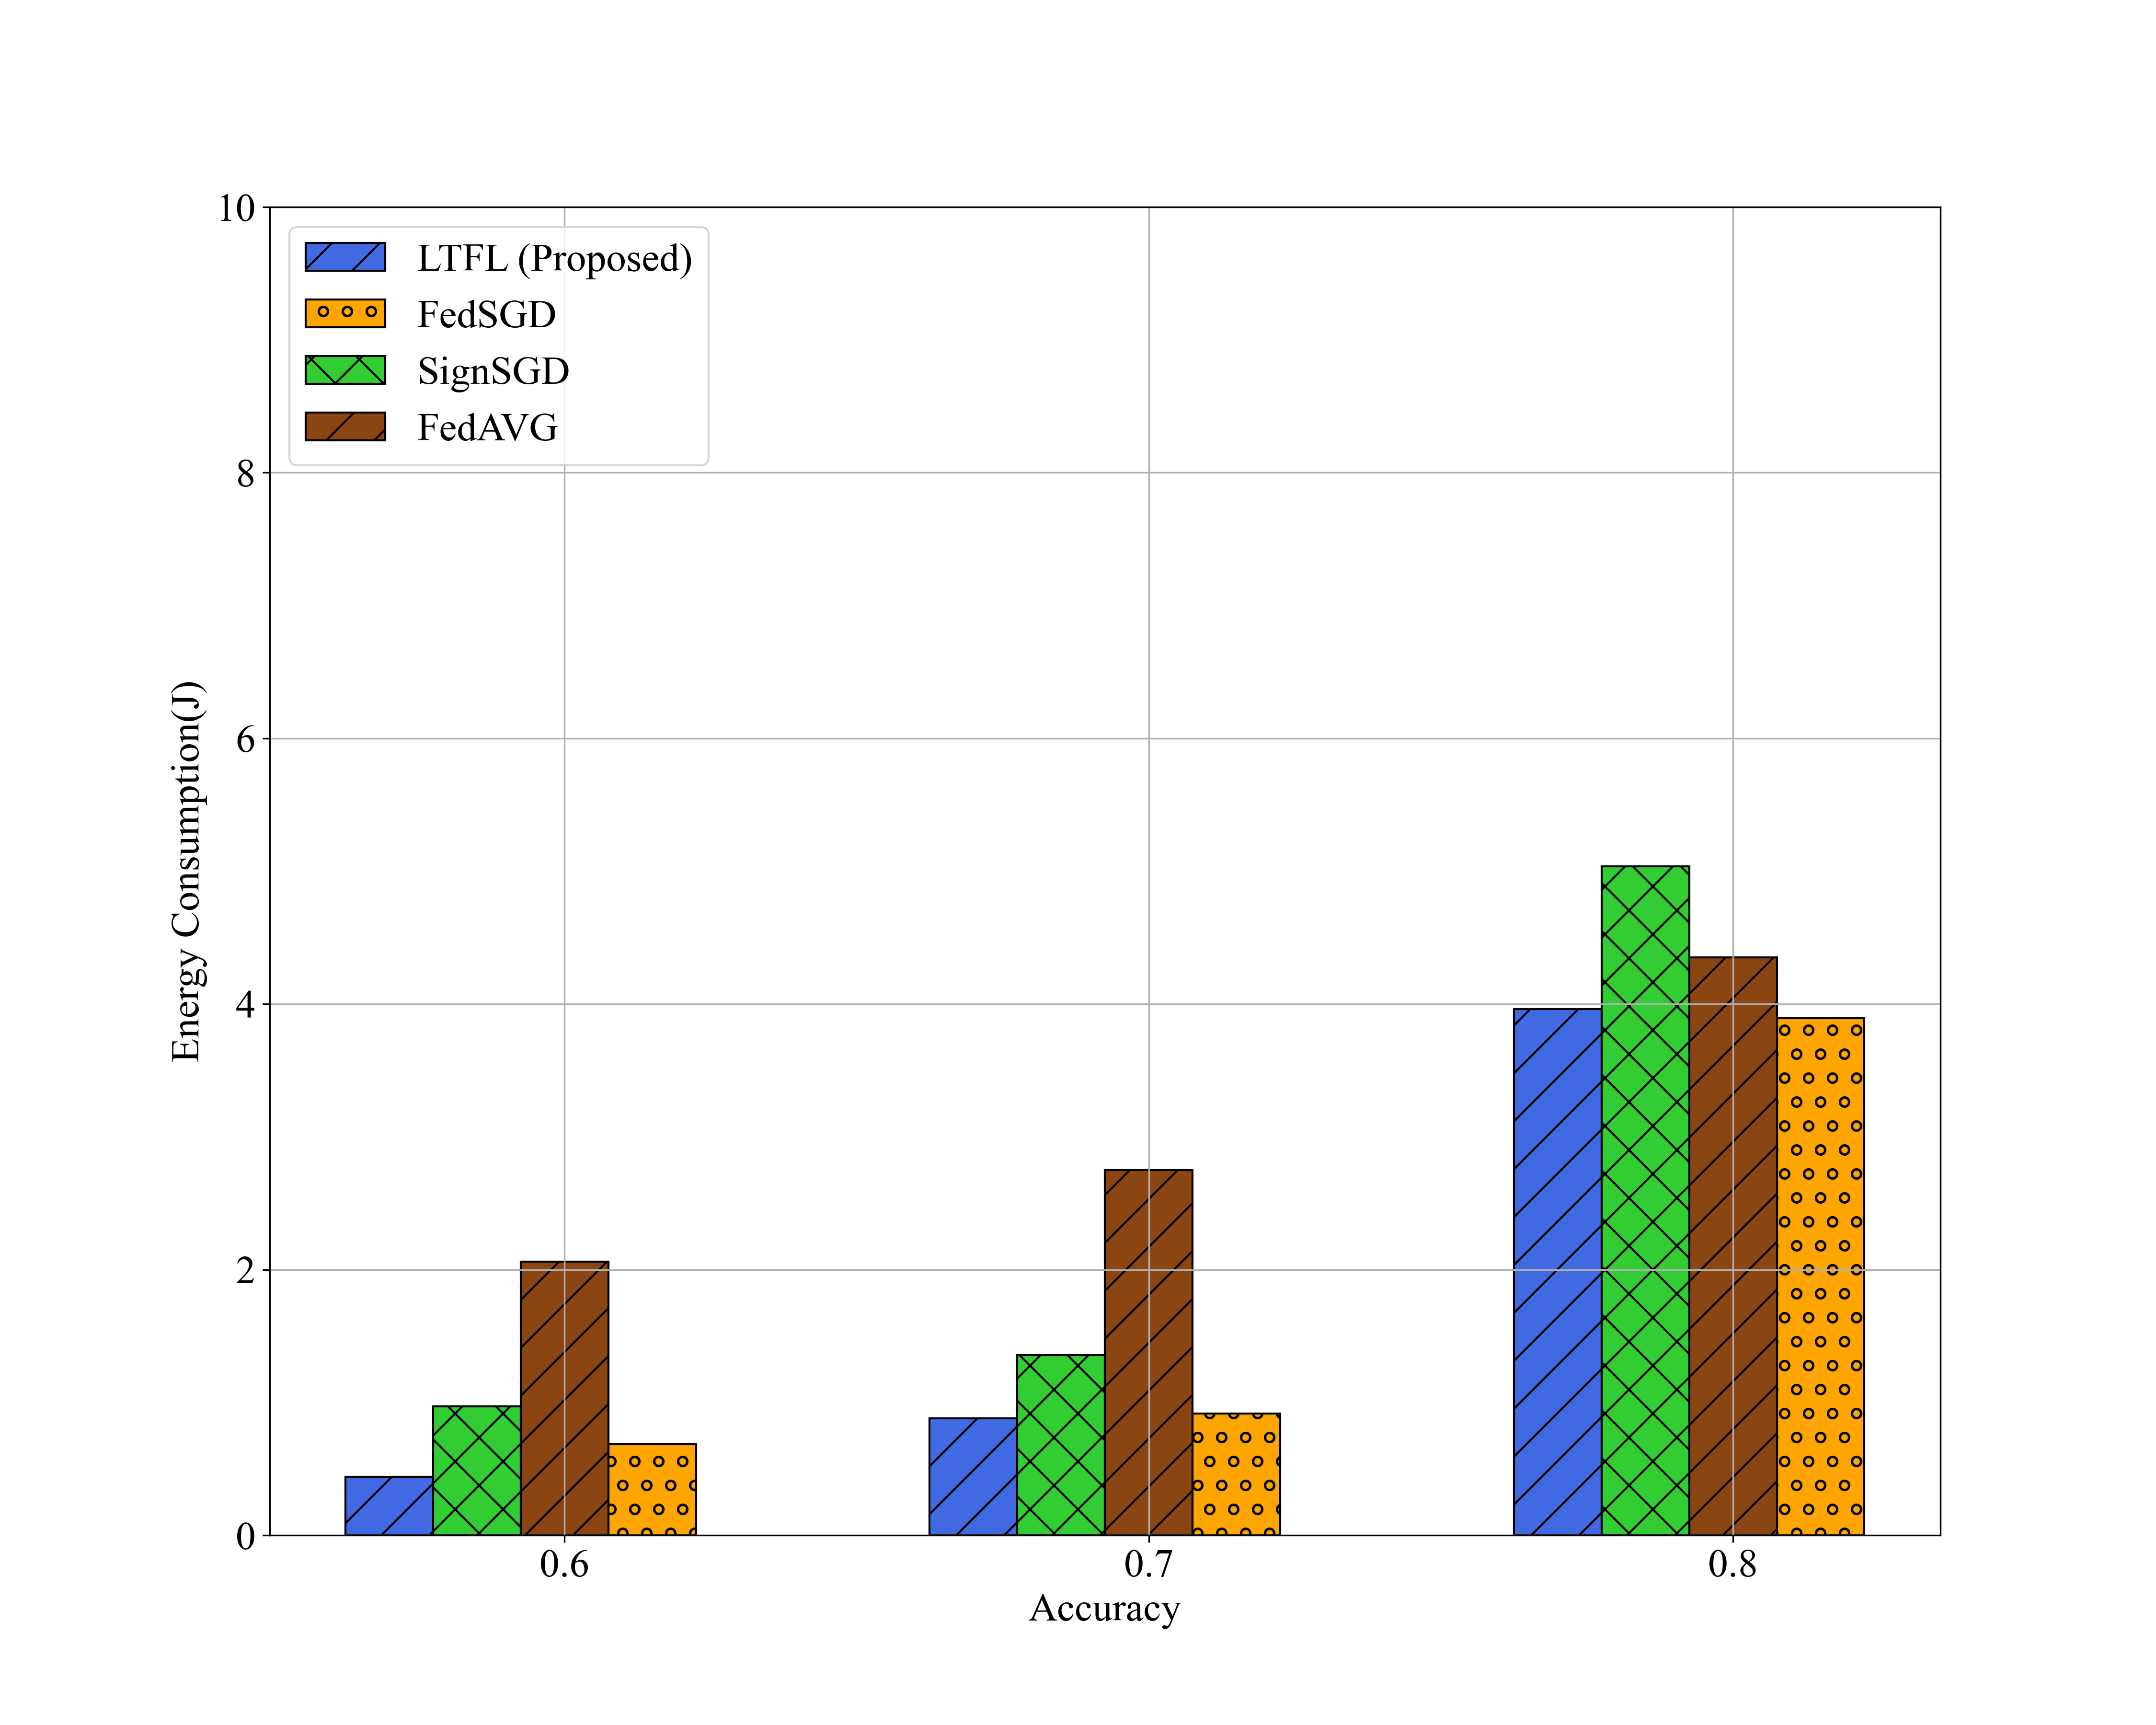 10
8
6
4
2
0
Energy Consumption(J)
LTFL (Proposed)
FedSGD
SignSGD
FedAVG
0.6 0.7 0.8
Accuracy